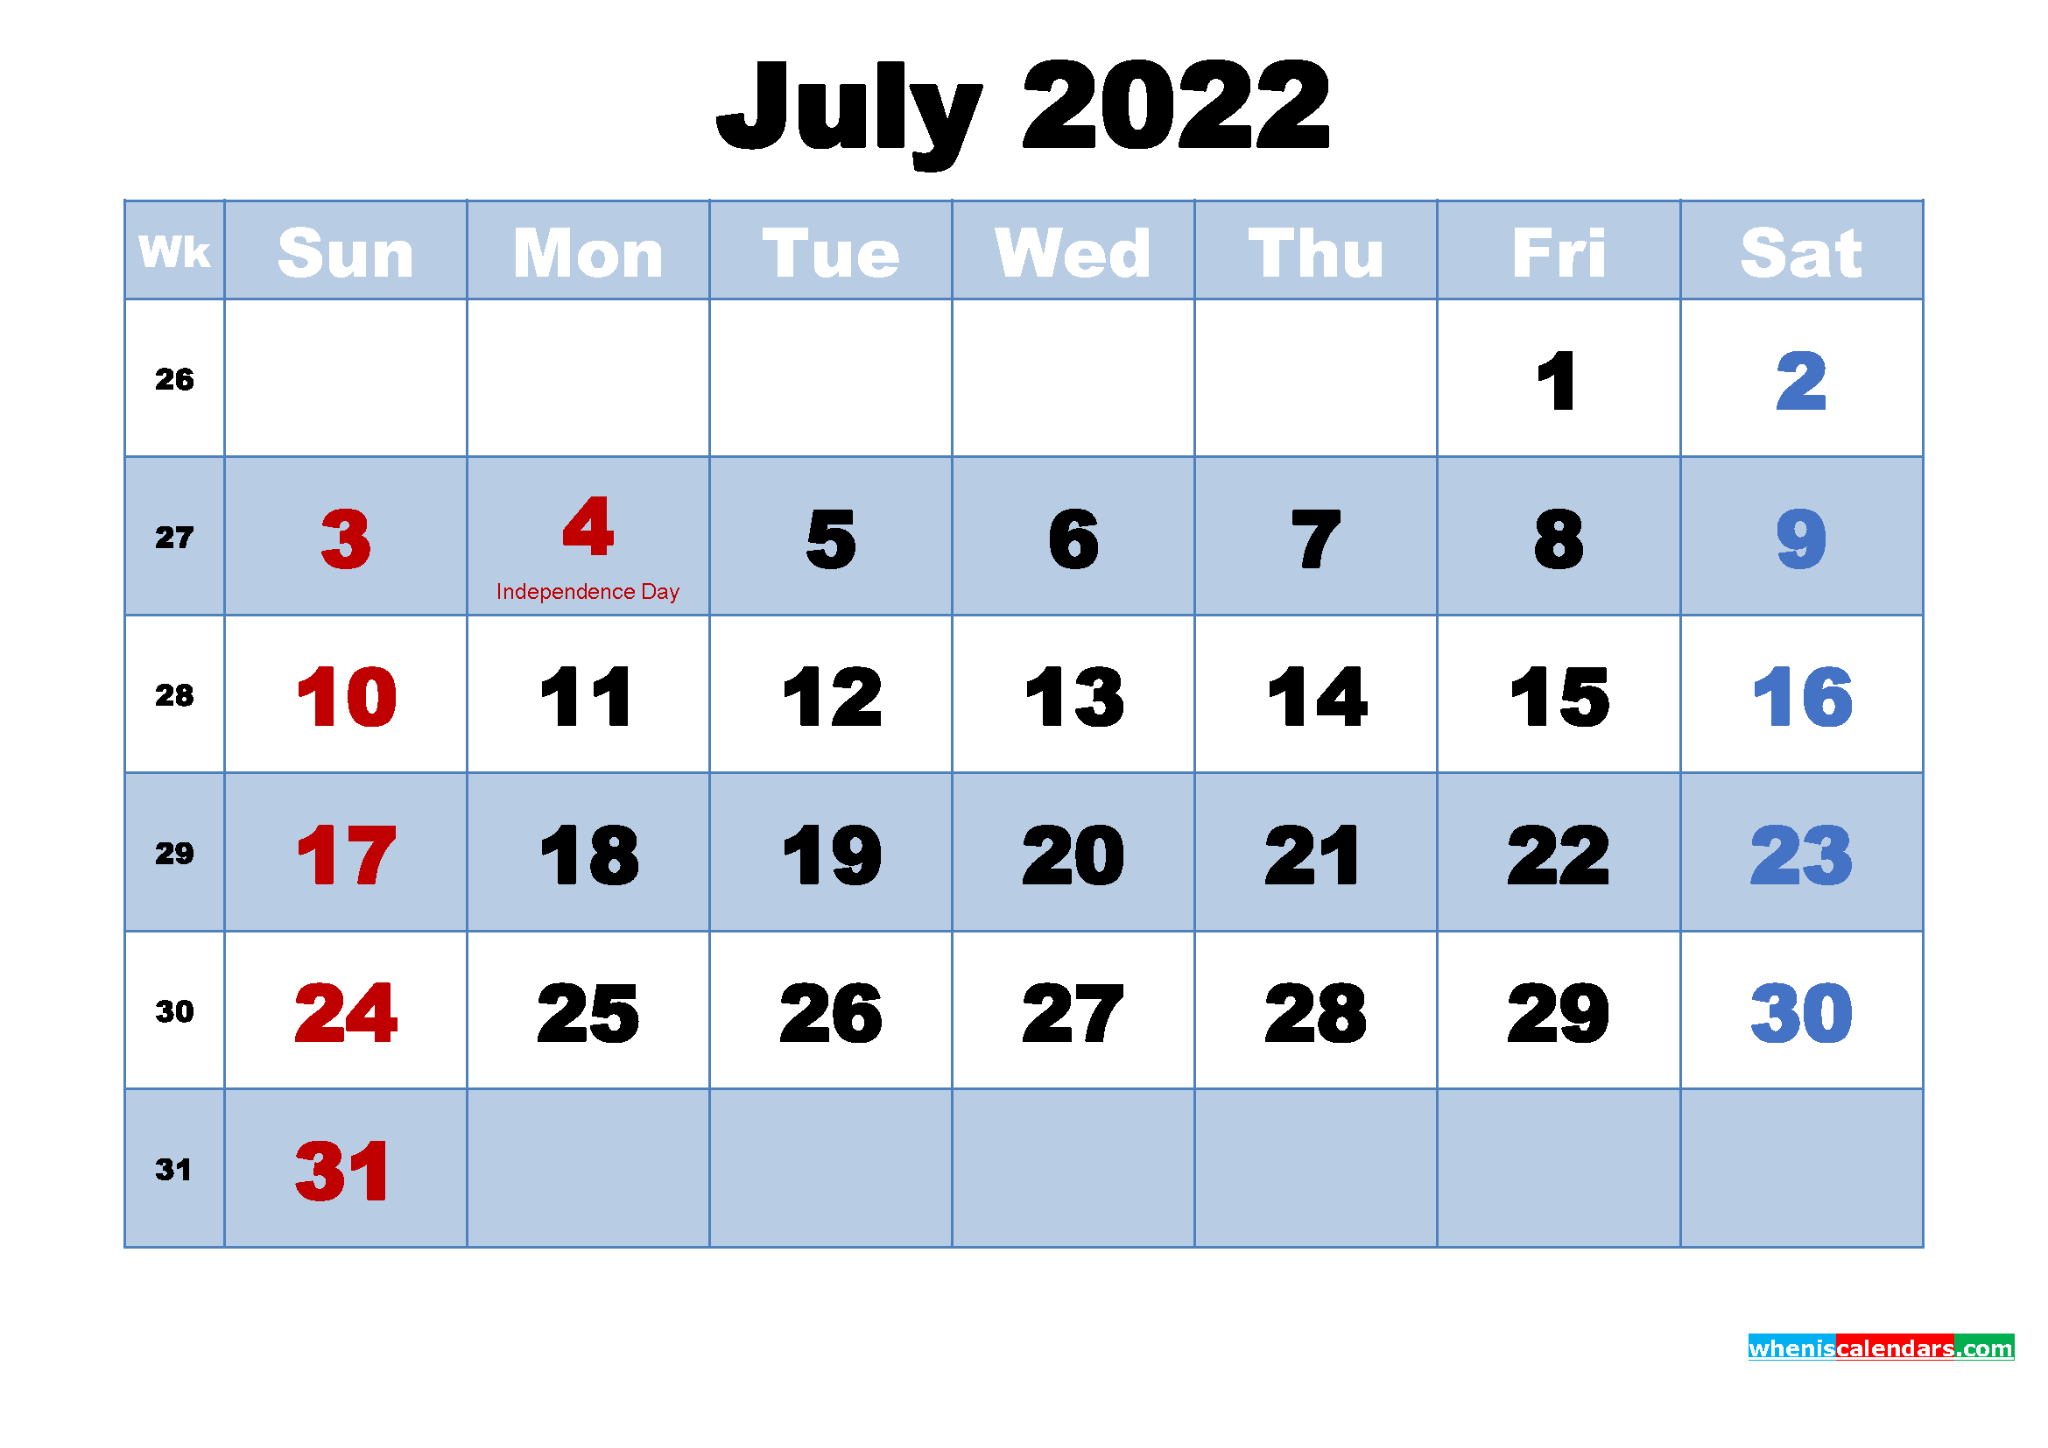 July 2022
Wk Sun Mon Tue Wed Thu Fri Sat
26 1 2
27 3 4 5 6 7 8 9
Independence Day
28 10 11 12 13 14 15 16
29 17 18 19 20 21 22 23
30 24 25 26 27 28 29 30
31 31
wheniscalendars.com